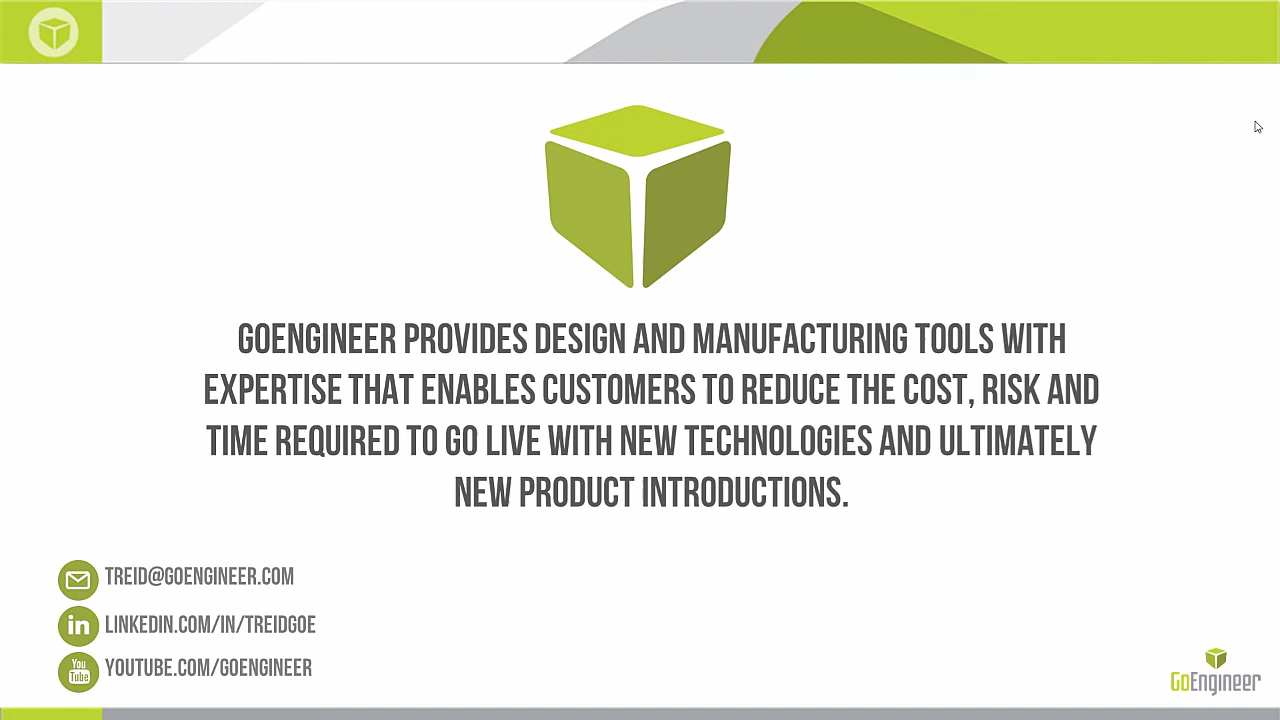 GOENGINEER PROVIDES DESIGN AND MANUFACTURING TOOLS WITH
EXPERTISE THAT ENABLES CUSTOMERS TO REDUCE THE COST, RISK AND
TIME REQUIRED TO GO LIVE WITH NEW TECHNOLOGIES AND ULTIMATELY
NEW PRODUCT INTRODUCTIONS.
TREID@GOENGINEER.COM
in LINKEDIN.COM/IN/TREIDGOE
You Tube YOUTUBE.COM/GOENGINEER
GoEngineer